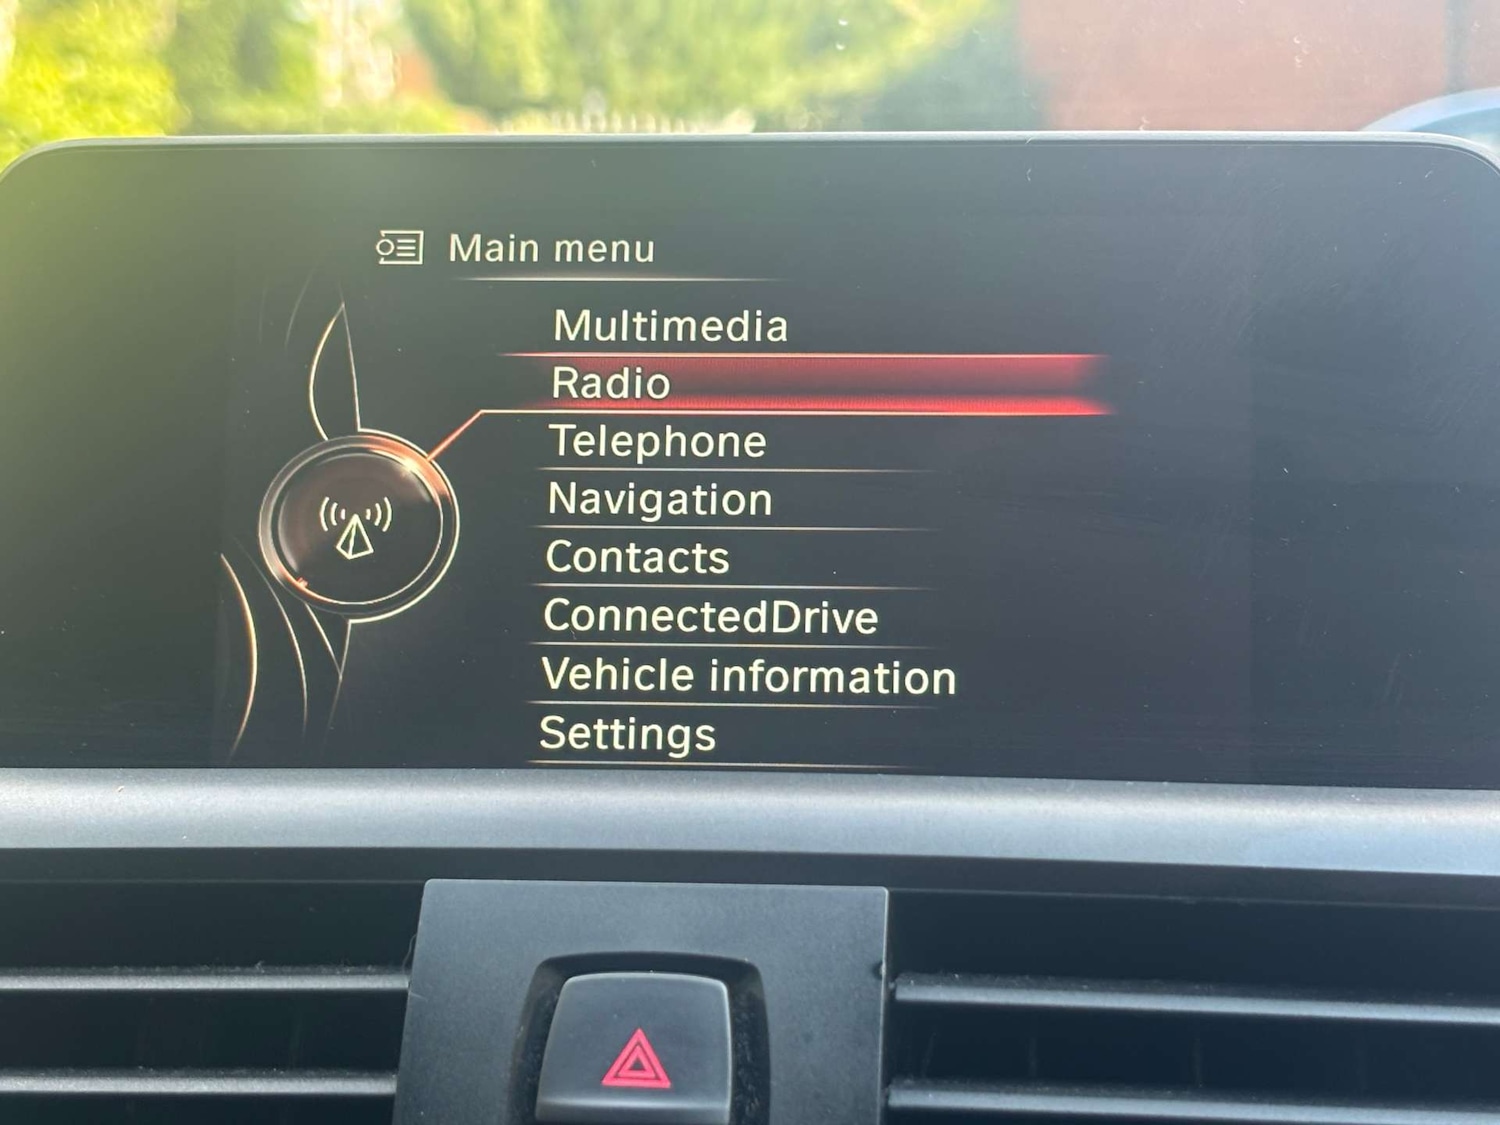 Main menu
Multimedia
Radio
Telephone
Navigation
Contacts
ConnectedDrive
Vehicle information
Settings